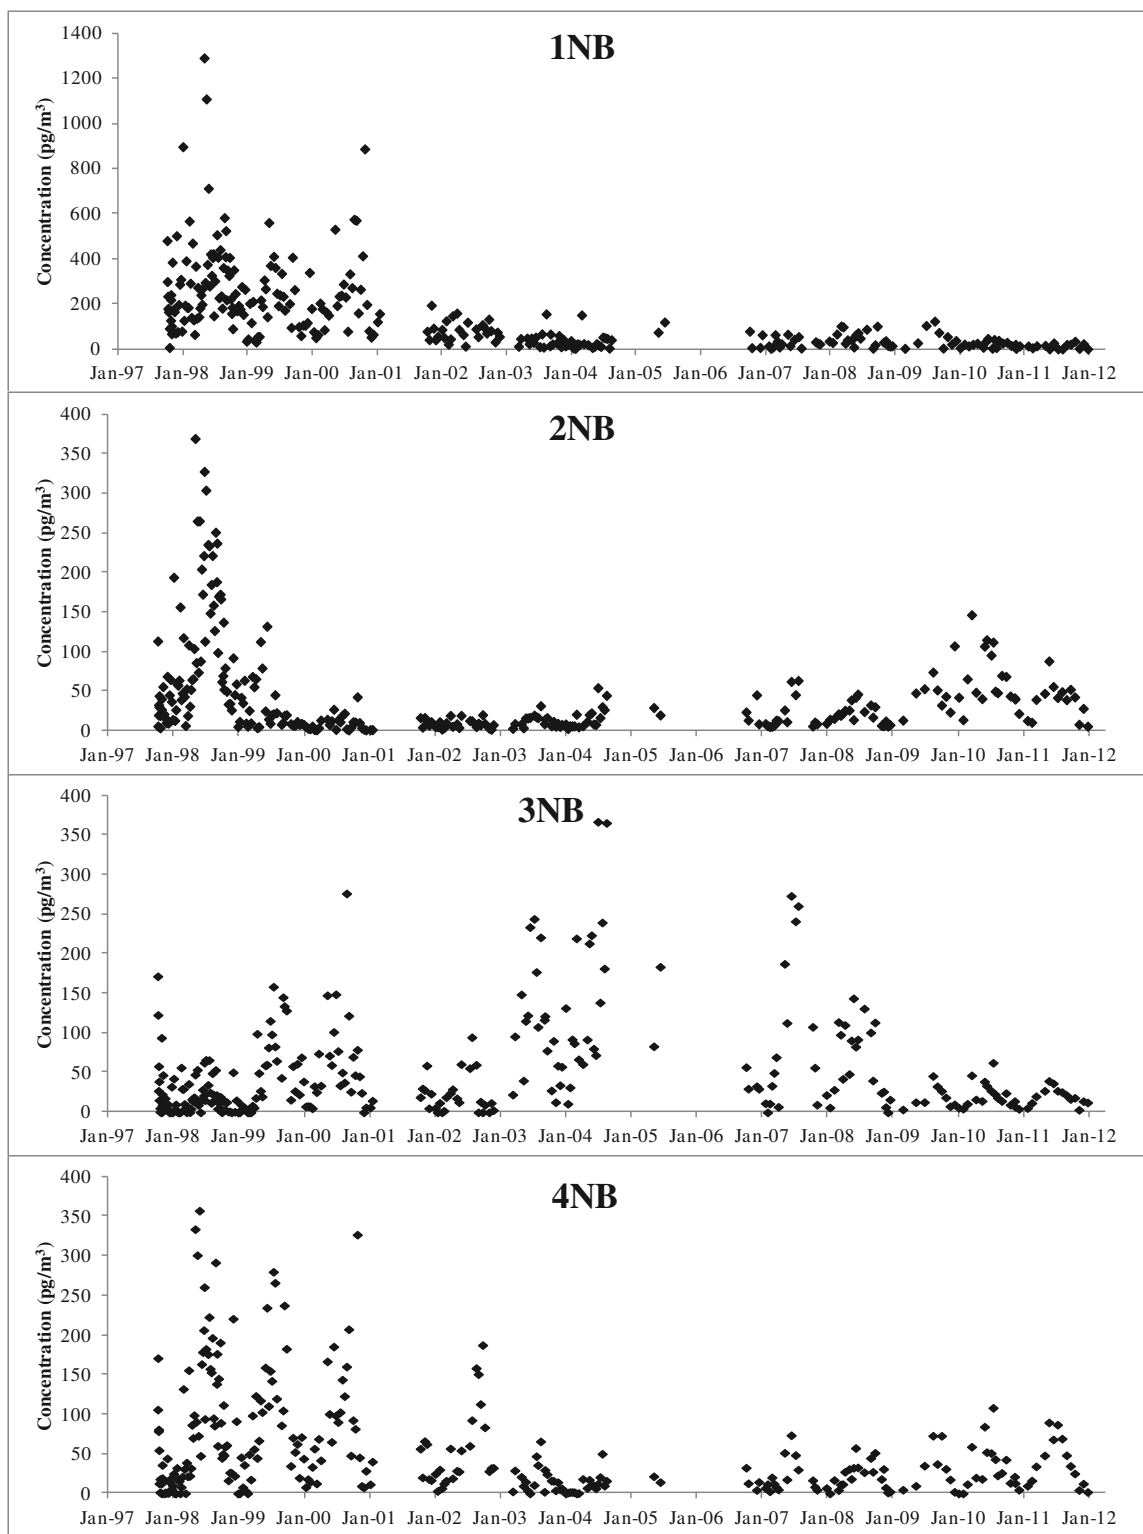 1NB
Concentration (pg/m³)
1400
1200
1000
800
600
400
200
0
Jan-97 Jan-98 Jan-99 Jan-00 Jan-01 Jan-02 Jan-03 Jan-04 Jan-05 Jan-06 Jan-07 Jan-08 Jan-09 Jan-10 Jan-11 Jan-12
2NB
Concentration (pg/m³)
400
350
300
250
200
150
100
50
0
Jan-97 Jan-98 Jan-99 Jan-00 Jan-01 Jan-02 Jan-03 Jan-04 Jan-05 Jan-06 Jan-07 Jan-08 Jan-09 Jan-10 Jan-11 Jan-12
3NB
Concentration (pg/m³)
400
350
300
250
200
150
100
50
0
Jan-97 Jan-98 Jan-99 Jan-00 Jan-01 Jan-02 Jan-03 Jan-04 Jan-05 Jan-06 Jan-07 Jan-08 Jan-09 Jan-10 Jan-11 Jan-12
4NB
Concentration (pg/m³)
400
350
300
250
200
150
100
50
0
Jan-97 Jan-98 Jan-99 Jan-00 Jan-01 Jan-02 Jan-03 Jan-04 Jan-05 Jan-06 Jan-07 Jan-08 Jan-09 Jan-10 Jan-11 Jan-12